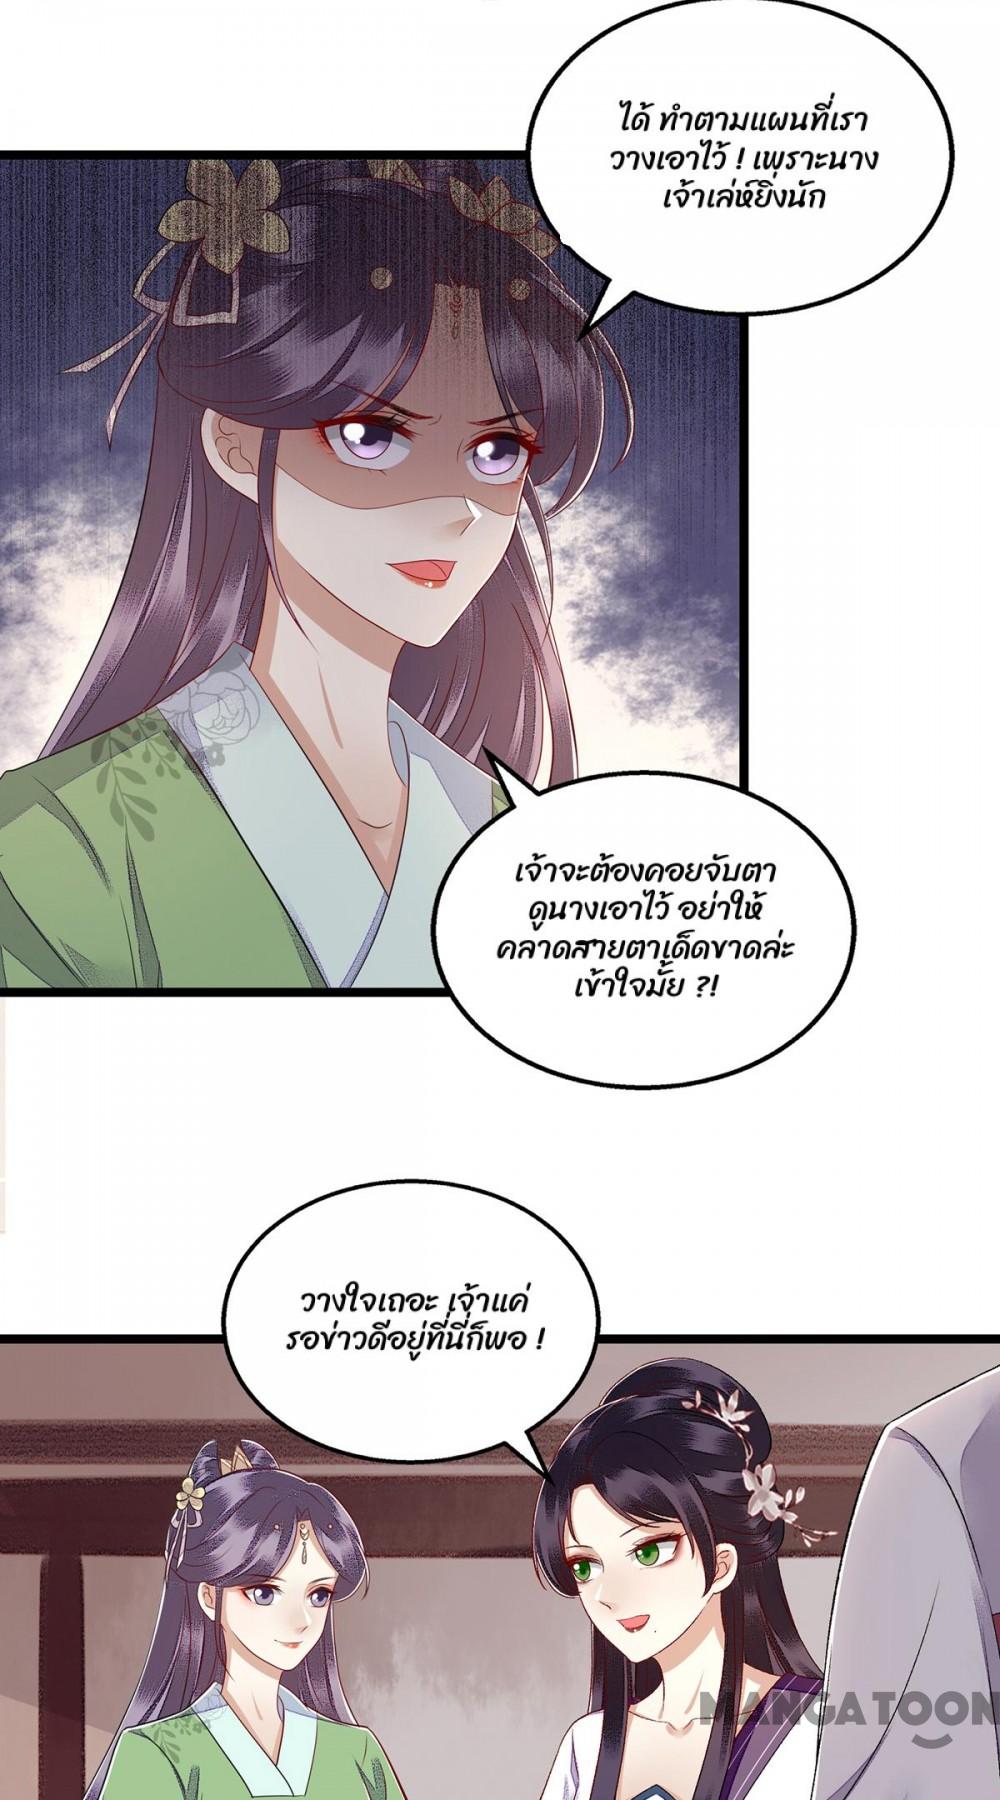 ได้ ทำตามแผนที่เรา
วางเอาไว้ ! เพราะนาง
เจ้าเล่ห์ยิ่งนัก
เจ้าจะต้องคอยจับตา
ดูนางเอาไว้ อย่าให้
คลาดสายตาเด็ดขาดล่ะ
เข้าใจมั้ย ?!
วางใจเถอะ เจ้าแค่
รอข่าวดีอยู่ที่นี่ก็พอ !
MANGATOON